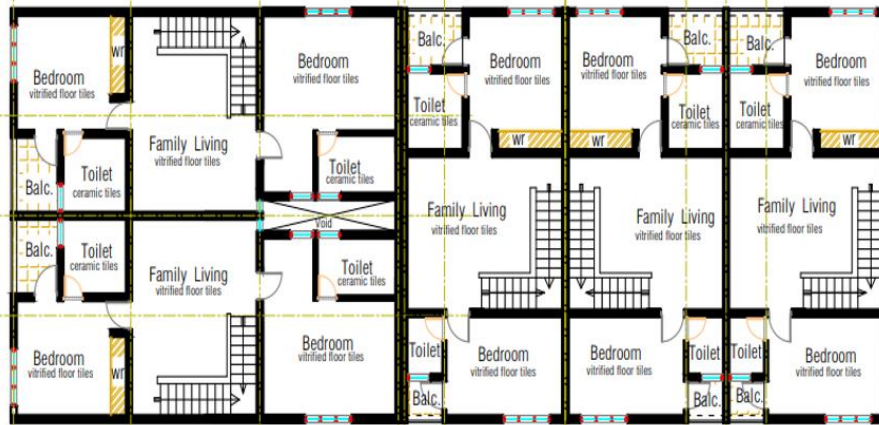 Bedroom
vitrified floor tiles
wr
Family Living
vitrified floor tiles
Bedroom
vitrified floor tiles
Toilet
ceramic tiles
Balc.
Toilet
ceramic tiles
Void
Balc.
Toilet
ceramic tiles
Family Living
vitrified floor tiles
Toilet
ceramic tiles
Bedroom
vitrified floor tiles
wr
Bedroom
vitrified floor tiles
Balc.
Bedroom
vitrified floor tiles
Toilet
ceramic tiles
wr
Family Living
vitrified floor tiles
Toilet
Bedroom
vitrified floor tiles
Balc.
Bedroom
vitrified floor tiles
Balc.
Toilet
ceramic tiles
wr
Family Living
vitrified floor tiles
Bedroom
vitrified floor tiles
Toilet
Balc.
Balc.
Bedroom
vitrified floor tiles
Toilet
ceramic tiles
wr
Family Living
vitrified floor tiles
Toilet
Bedroom
vitrified floor tiles
Balc.